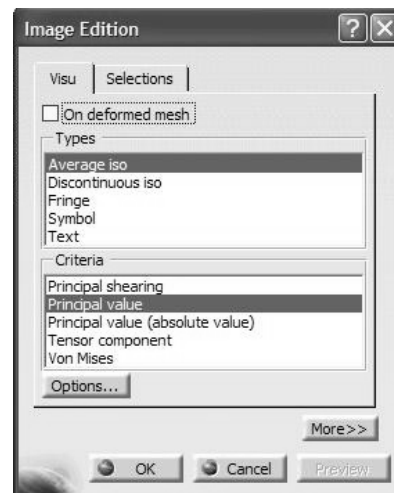 Image Edition
Visu Selections
On deformed mesh
Types
Average iso
Discontinuous iso
Fringe
Symbol
Text
Criteria
Principal shearing
Principal value
Principal value (absolute value)
Tensor component
Von Mises
Options...
More>>
OK Cancel Preview